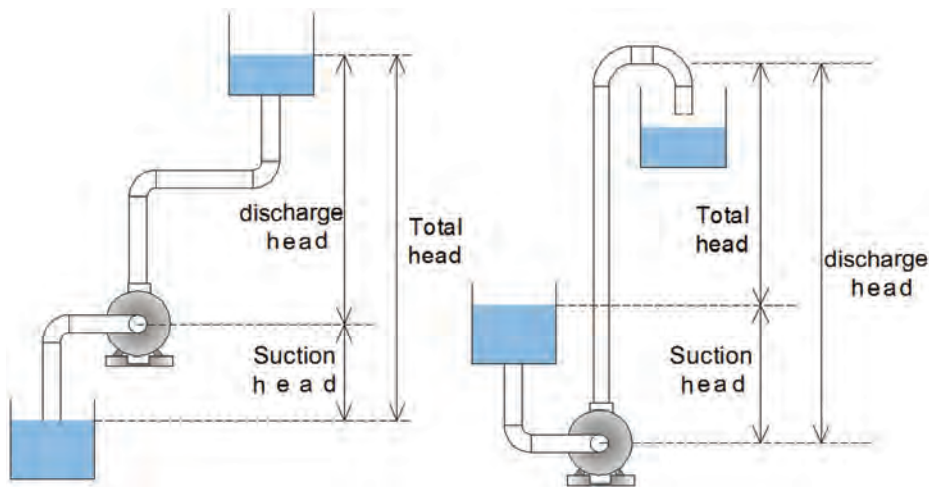 discharge
head
Total
head
Suction
head
Total
head
discharge
head
Suction
head